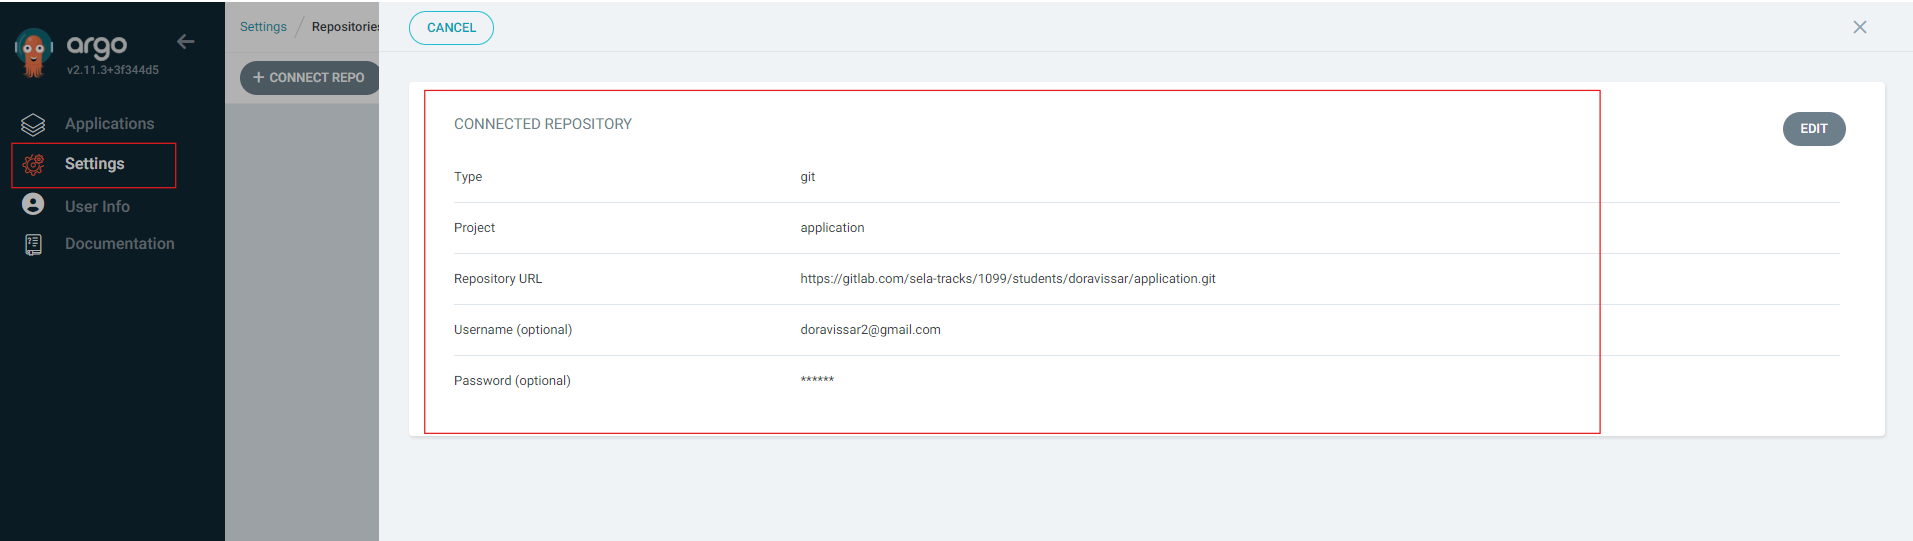 argo
v2.11.3+3f344d5
Applications
Settings
User Info
Documentation
Settings / Repositories
+ CONNECT REPO
CANCEL
CONNECTED REPOSITORY
EDIT
Type git
Project application
Repository URL https://gitlab.com/sela-tracks/1099/students/doravissar/application.git
Username (optional) doravissar2@gmail.com
Password (optional) ******